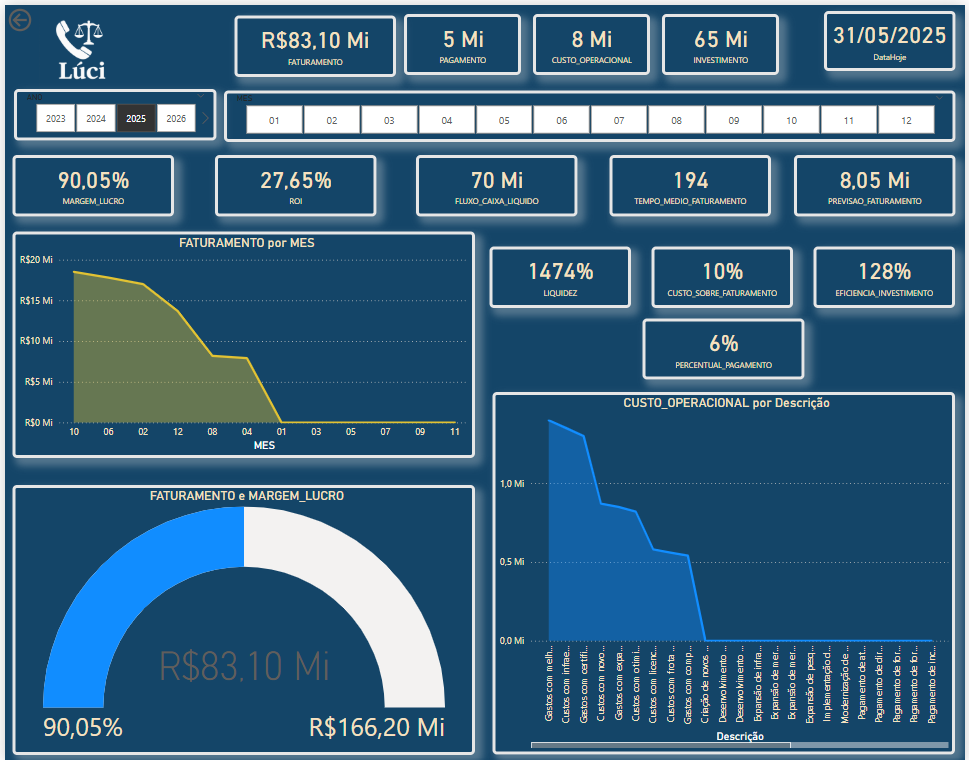 Lúci
R$83,10 Mi
FATURAMENTO
5 Mi
PAGAMENTO
8 Mi
CUSTO_OPERACIONAL
65 Mi
INVESTIMENTO
31/05/2025
DataHoje
ANO
2023 2024 2025 2026
MES
01 02 03 04 05 06 07 08 09 10 11 12
90,05%
MARGEM_LUCRO
27,65%
ROI
70 Mi
FLUXO_CAIXA_LIQUIDO
194
TEMPO_MEDIO_FATURAMENTO
8,05 Mi
PREVISAO_FATURAMENTO
FATURAMENTO por MES
R$20 Mi
R$15 Mi
R$10 Mi
R$5 Mi
R$0 Mi
10 06 02 12 08 04 01 03 05 07 09 11
MES
1474%
LIQUIDEZ
10%
CUSTO_SOBRE_FATURAMENTO
128%
EFICIENCIA_INVESTIMENTO
6%
PERCENTUAL_PAGAMENTO
FATURAMENTO e MARGEM_LUCRO
R$83,10 Mi
90,05%
R$166,20 Mi
CUSTO_OPERACIONAL por Descrição
1,0 Mi
0,5 Mi
0,0 Mi
Gastos com melh...
Custos com infrae...
Gastos com certifi...
Custos com novo...
Gastos com expa...
Custos com otimi...
Custos com licenc...
Custos com frota ...
Gastos com comp...
Criação de novos ...
Desenvolvimento ...
Desenvolvimento ...
Expansão de infra...
Expansão de mer...
Expansão de mer...
Expansão de pesq...
Implementação d...
Modernização de...
Pagamento de at...
Pagamento de dir...
Pagamento de for...
Pagamento de for...
Pagamento de inc...
Descrição